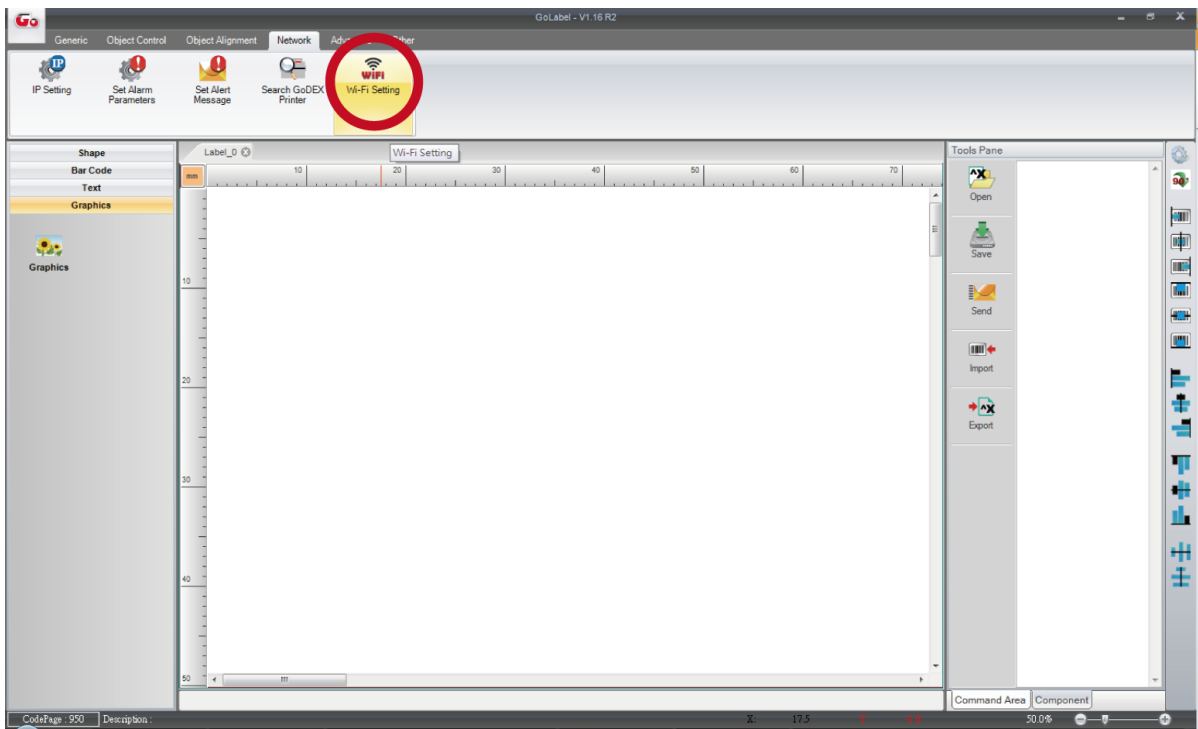 GoLabel - V1.16 R2
Go
Generic Object Control Object Alignment Network
IP
WiFi
IP Setting Set Alarm Parameters Set Alert Message Search GoDEX Printer Wi-Fi Setting
Shape
Bar Code
Text
Graphics
Graphics
Label_0
Wi-Fi Setting
mm 10 20 30 40 50 60 70
10
20
30
40
50
Tools Pane
Open
Save
Send
Import
Export
90
Command Area Component
CodePage : 950 Description : X: 17.5 50.0%